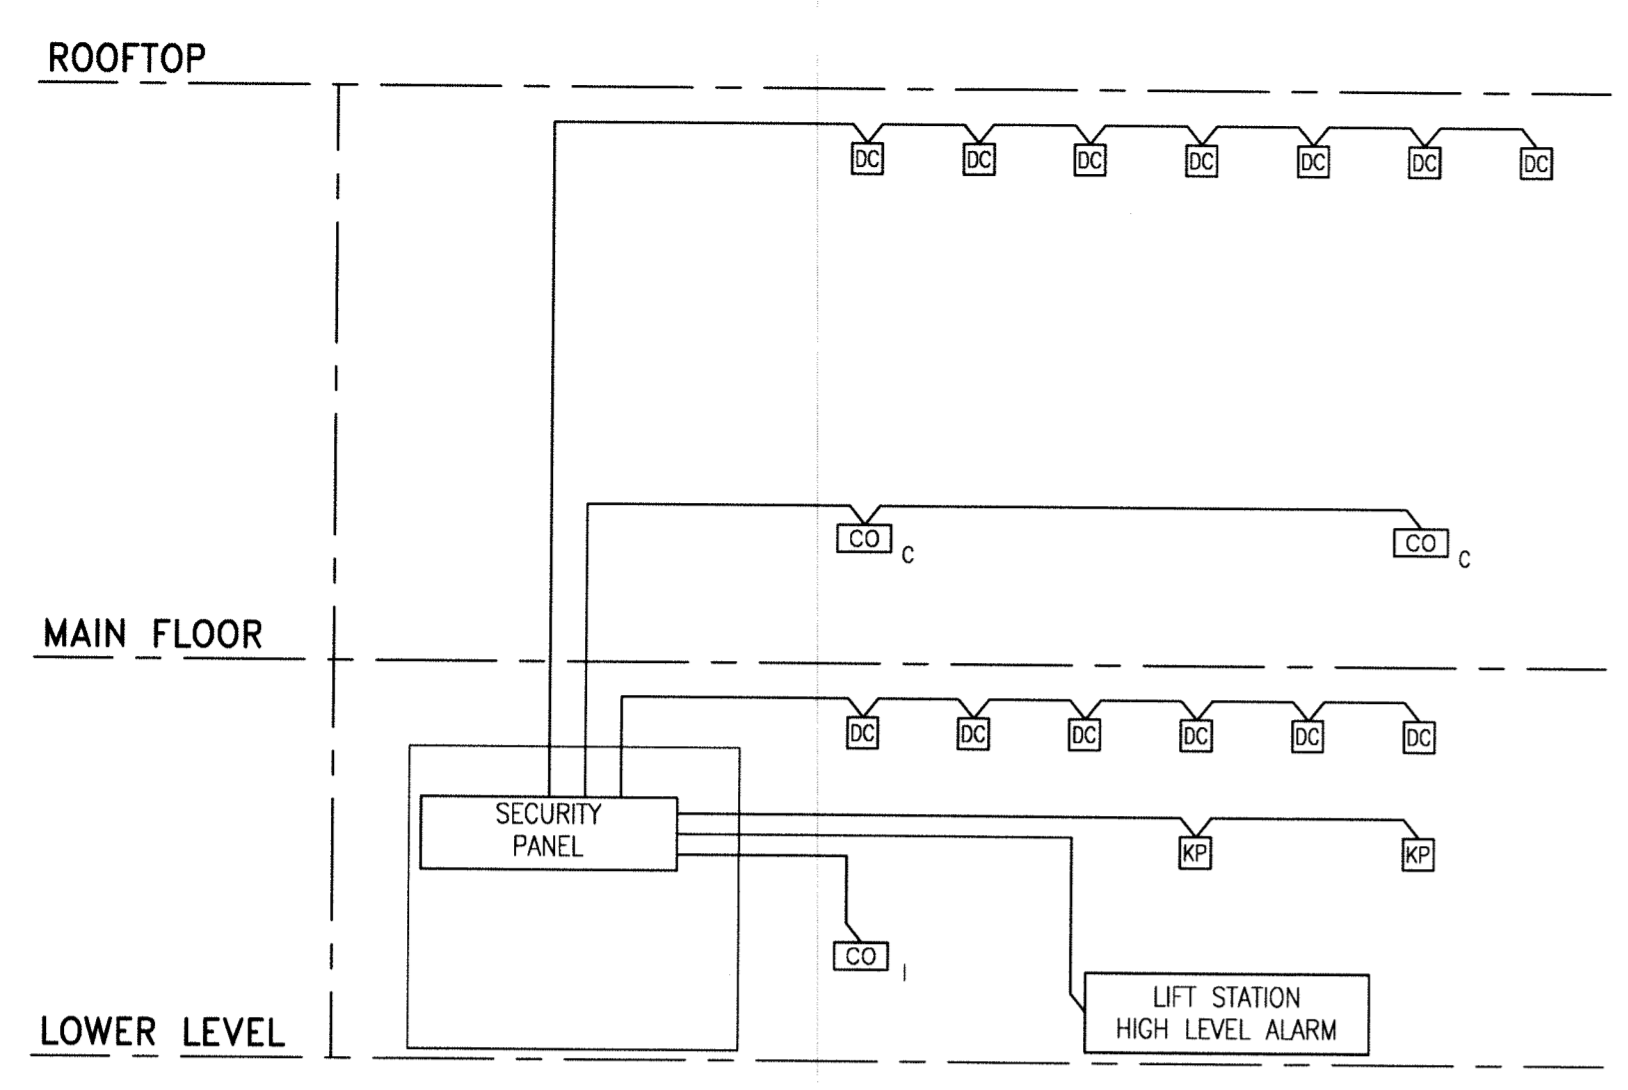 ROOFTOP
DC DC DC DC DC DC DC
CO C CO C
MAIN FLOOR
DC DC DC DC DC DC
SECURITY
PANEL
KP KP
CO I
LIFT STATION
HIGH LEVEL ALARM
LOWER LEVEL